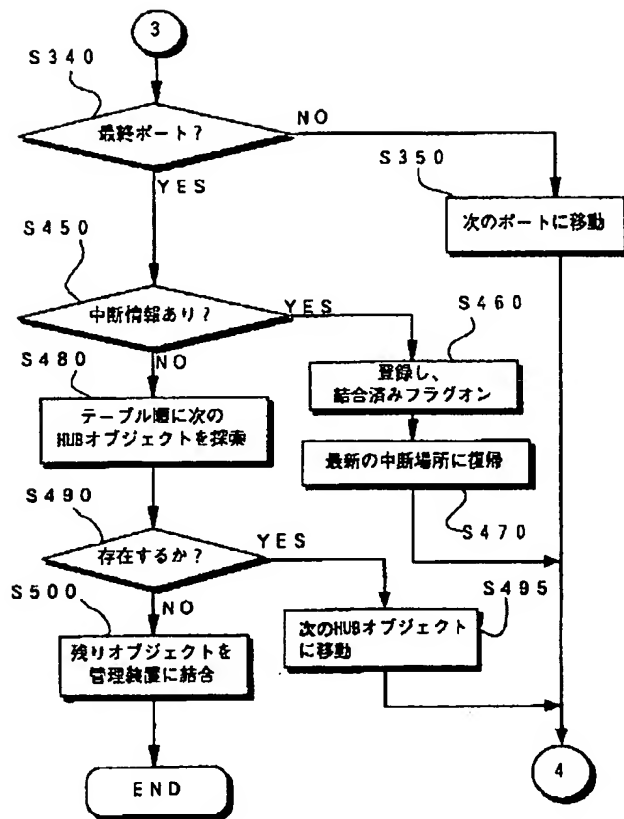 3
S340
最終ポート?
NO
YES
S350
次のポートに移動
S450
中断情報あり?
YES
NO
S460
登録し、
結合済みフラグオン
S480
テーブル順に次の
HUBオブジェクトを探索
最新の中断場所に復帰
S470
S490
存在するか?
YES
NO
S495
次のHUBオブジェクト
に移動
S500
残りオブジェクトを
管理装置に結合
END
4